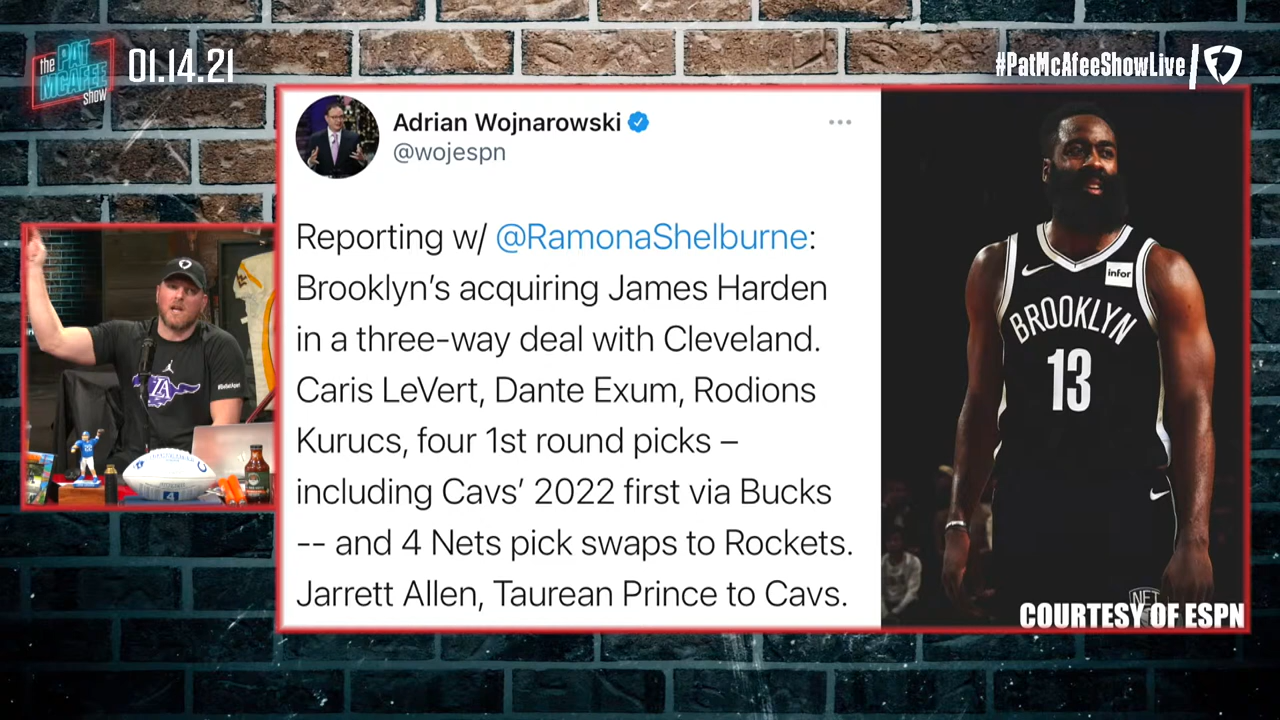 the
PAT
MCAFEE
show
01.14.21
#PatMcAfeeShowLive
Adrian Wojnarowski
@wojespn
Reporting w/ @RamonaShelburne:
Brooklyn’s acquiring James Harden
in a three-way deal with Cleveland.
Caris LeVert, Dante Exum, Rodions
Kurucs, four 1st round picks –
including Cavs’ 2022 first via Bucks
-- and 4 Nets pick swaps to Rockets.
Jarrett Allen, Taurean Prince to Cavs.
infor
BROOKLYN
13
COURTESY OF ESPN